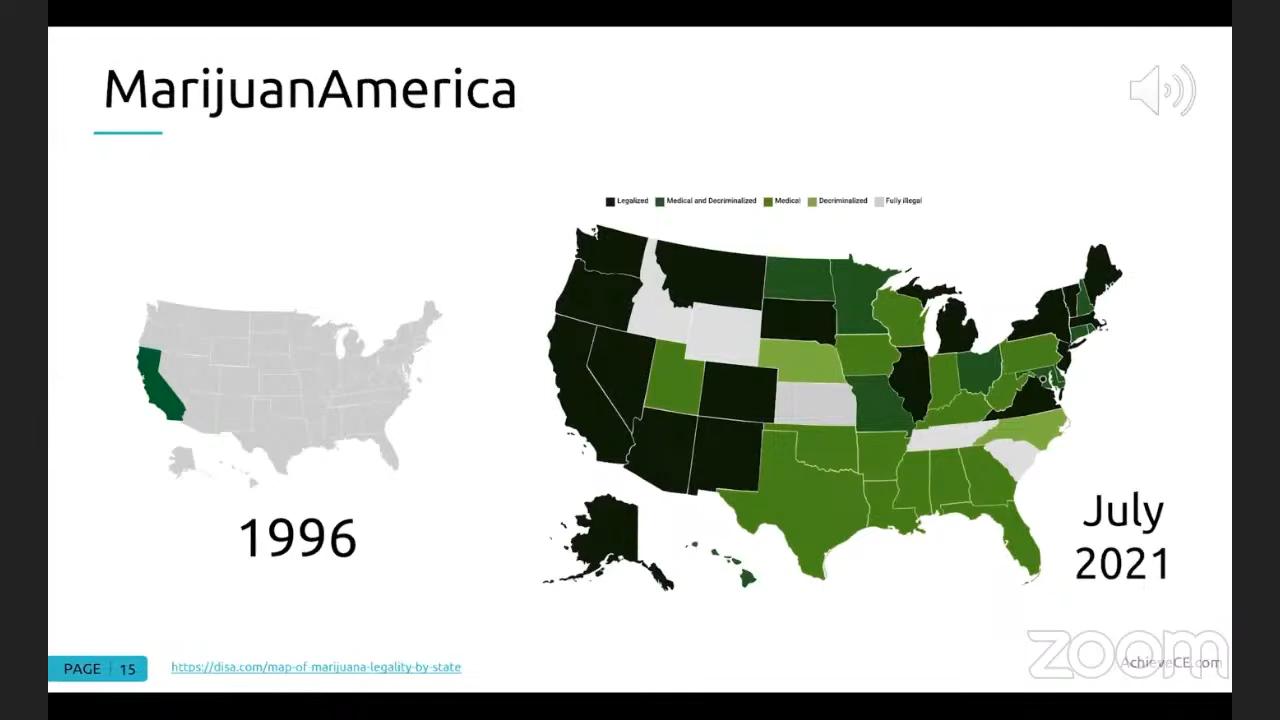 MarijuanAmerica
Legalized Medical and Decriminalized Medical Decriminalized Fully illegal
1996
July
2021
PAGE 15
https://disa.com/map-of-marijuana-legality-by-state
zoom
AchieveCE.com